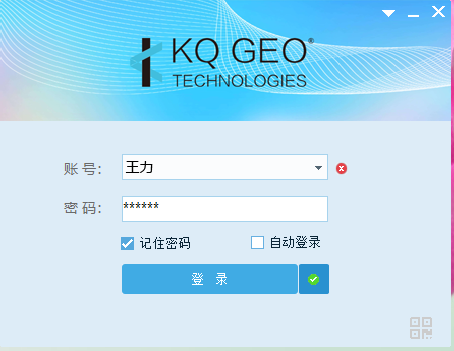 KQ GEO®
TECHNOLOGIES
账 号：
王力
密 码：
******
记住密码
自动登录
登 录